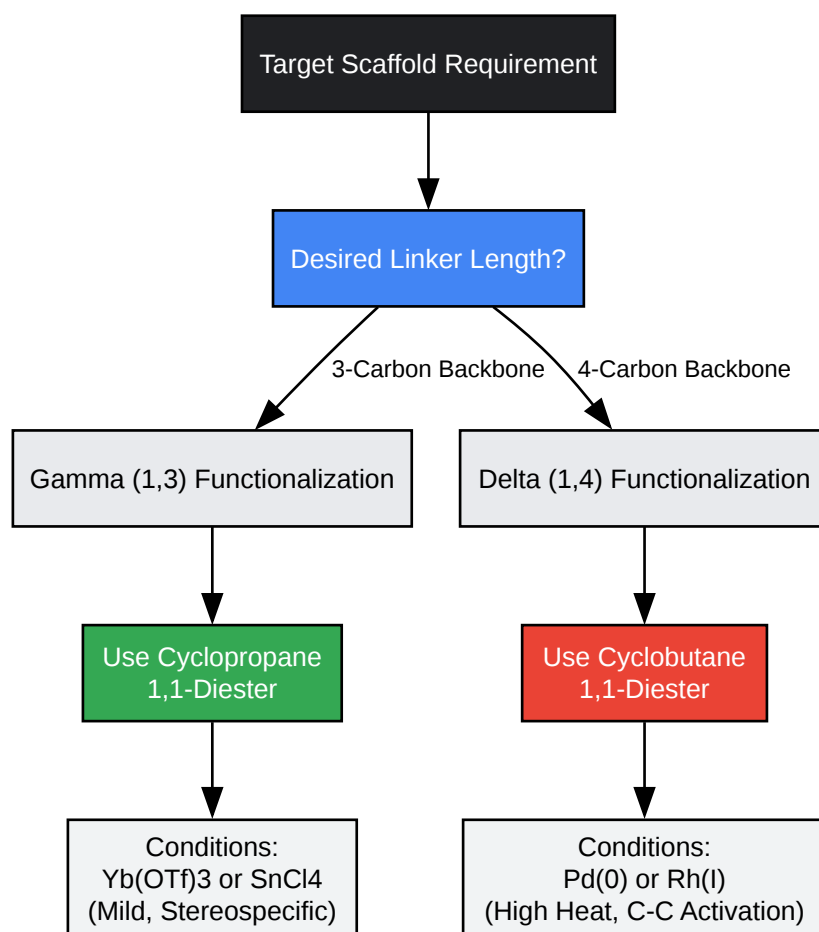 Target Scaffold Requirement
Desired Linker Length?
3-Carbon Backbone
4-Carbon Backbone
Gamma (1,3) Functionalization
Delta (1,4) Functionalization
Use Cyclopropane
1,1-Diester
Use Cyclobutane
1,1-Diester
Conditions:
Yb(OTf)3 or SnCl4
(Mild, Stereospecific)
Conditions:
Pd(0) or Rh(I)
(High Heat, C-C Activation)